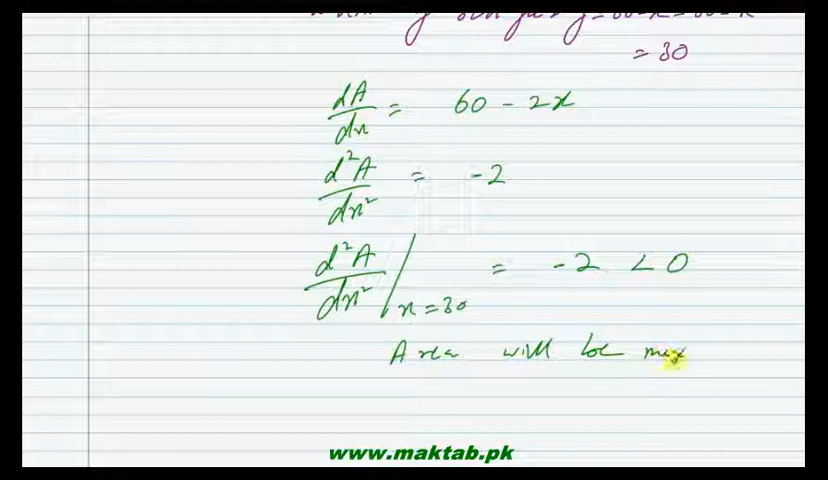 = 30
dA/dx = 60 - 2x
d²A/dx² = -2
d²A/dx² | x = 30 = -2 < 0
Area will be max
www.maktab.pk